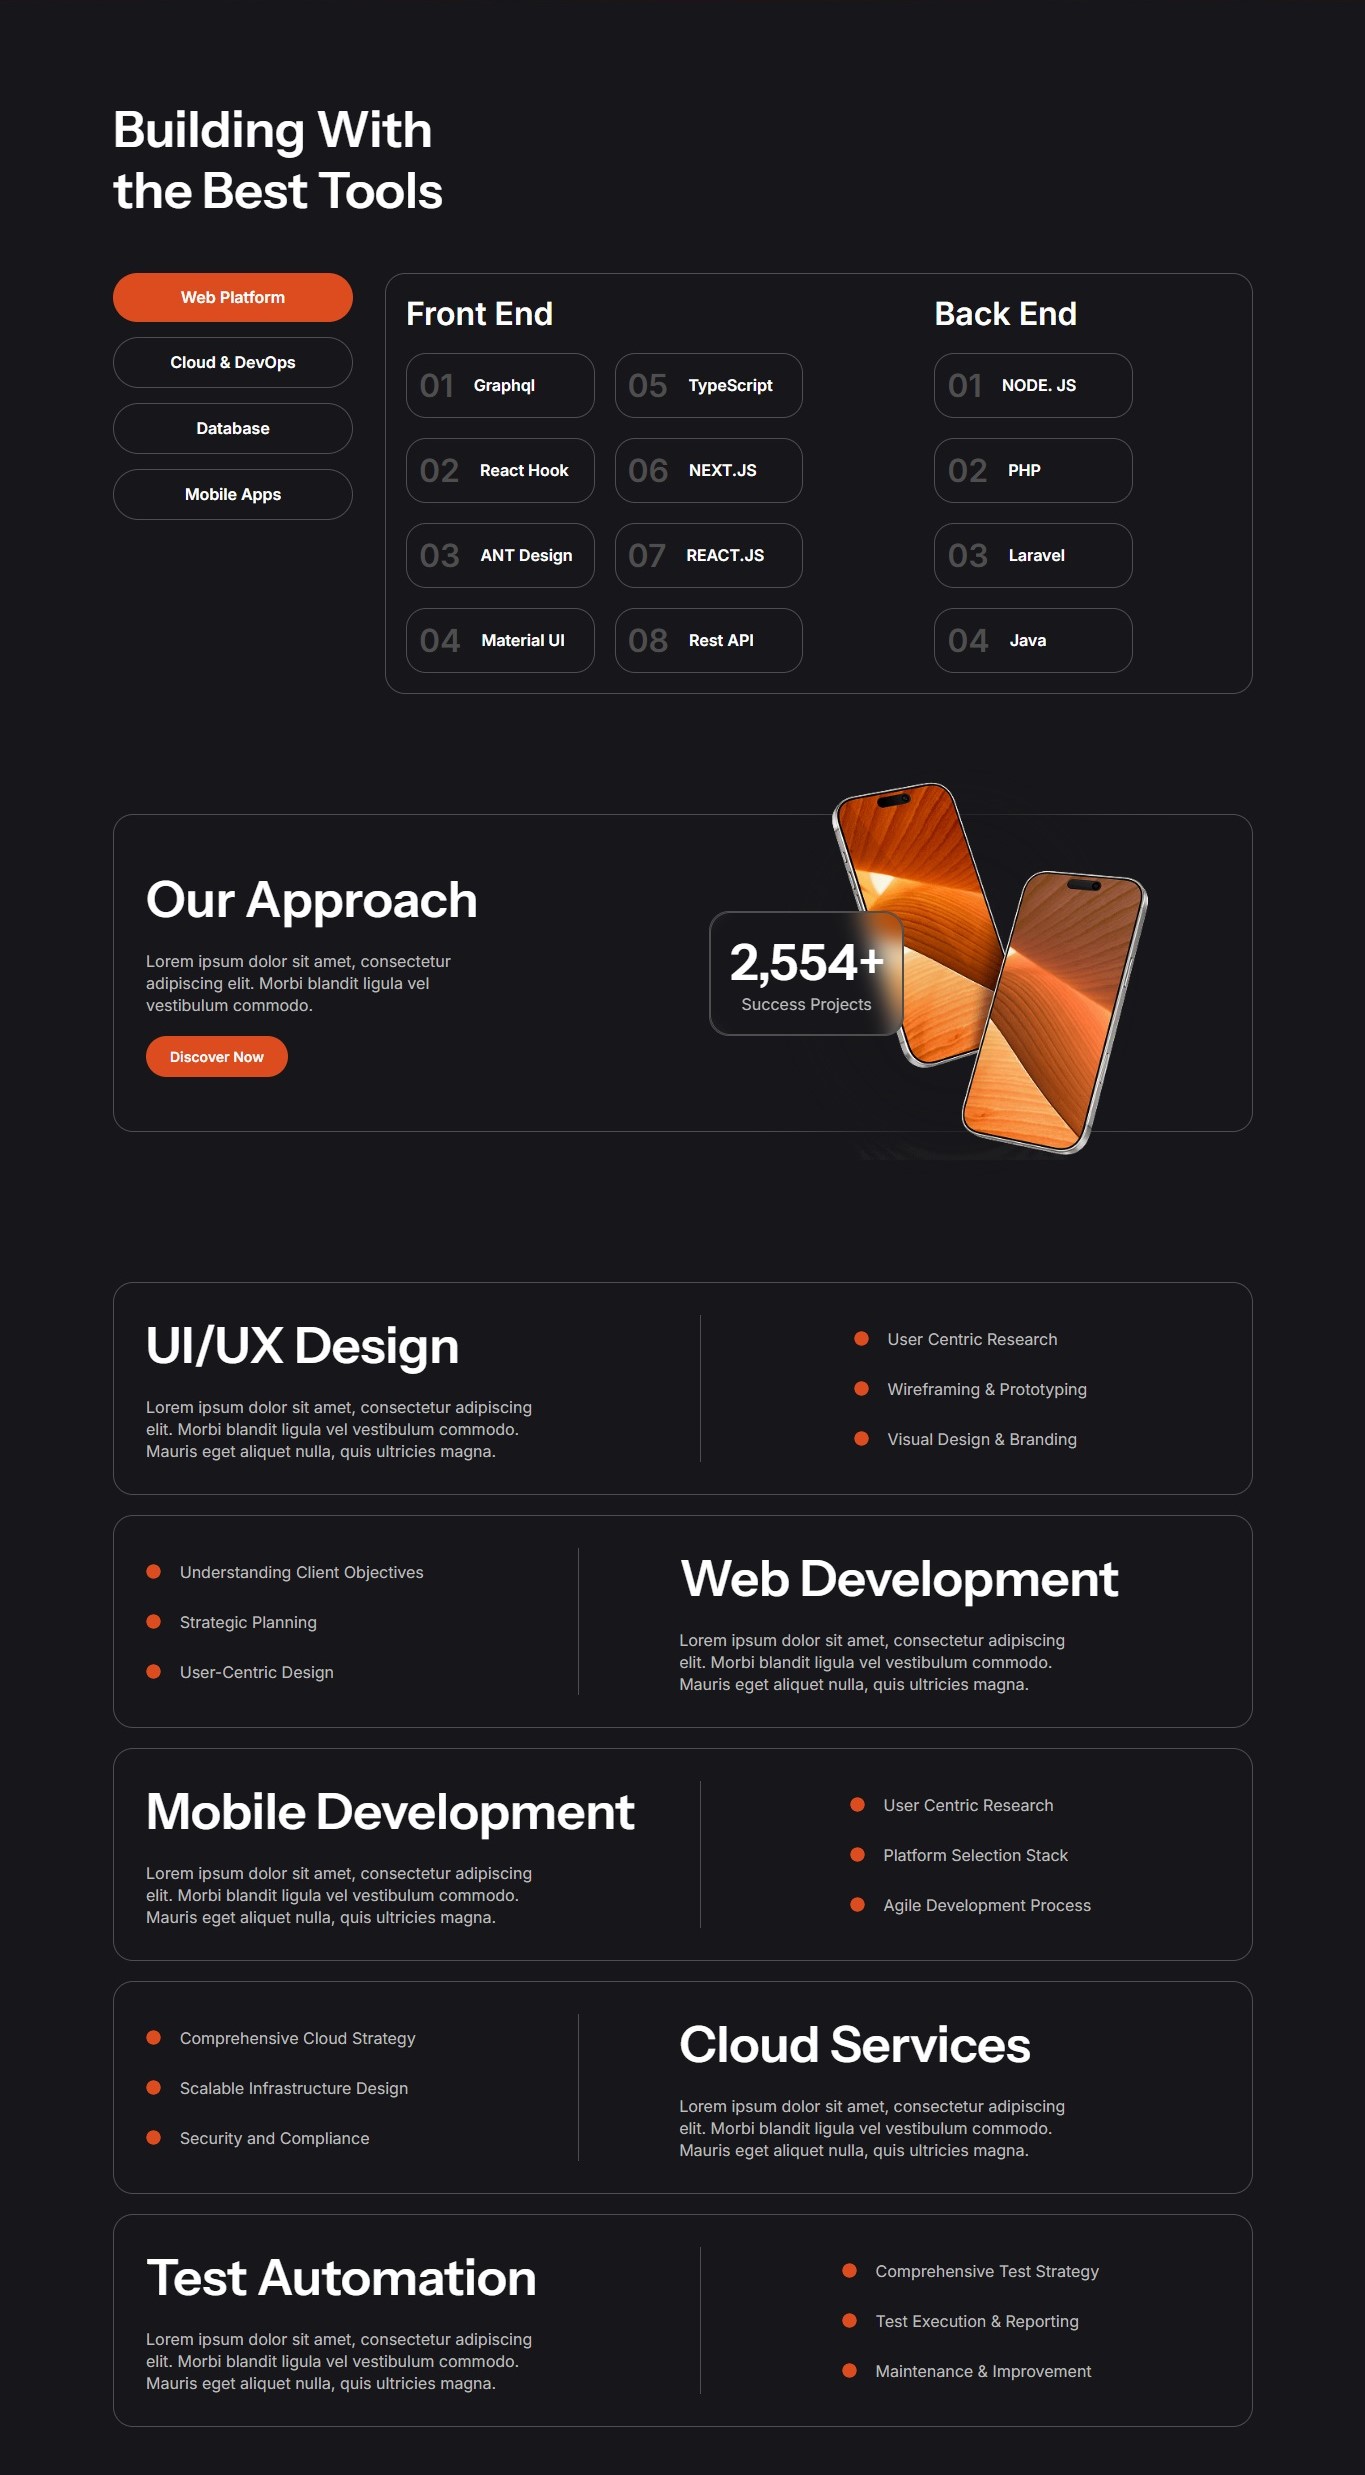 Building With
the Best Tools
Web Platform
Cloud & DevOps
Database
Mobile Apps
Front End
01 Graphql
02 React Hook
03 ANT Design
04 Material UI
05 TypeScript
06 NEXT.JS
07 REACT.JS
08 Rest API
Back End
01 NODE. JS
02 PHP
03 Laravel
04 Java
Our Approach
Lorem ipsum dolor sit amet, consectetur
adipiscing elit. Morbi blandit ligula vel
vestibulum commodo.
Discover Now
2,554+
Success Projects
UI/UX Design
Lorem ipsum dolor sit amet, consectetur adipiscing
elit. Morbi blandit ligula vel vestibulum commodo.
Mauris eget aliquet nulla, quis ultricies magna.
User Centric Research
Wireframing & Prototyping
Visual Design & Branding
Understanding Client Objectives
Strategic Planning
User-Centric Design
Web Development
Lorem ipsum dolor sit amet, consectetur adipiscing
elit. Morbi blandit ligula vel vestibulum commodo.
Mauris eget aliquet nulla, quis ultricies magna.
Mobile Development
Lorem ipsum dolor sit amet, consectetur adipiscing
elit. Morbi blandit ligula vel vestibulum commodo.
Mauris eget aliquet nulla, quis ultricies magna.
User Centric Research
Platform Selection Stack
Agile Development Process
Comprehensive Cloud Strategy
Scalable Infrastructure Design
Security and Compliance
Cloud Services
Lorem ipsum dolor sit amet, consectetur adipiscing
elit. Morbi blandit ligula vel vestibulum commodo.
Mauris eget aliquet nulla, quis ultricies magna.
Test Automation
Lorem ipsum dolor sit amet, consectetur adipiscing
elit. Morbi blandit ligula vel vestibulum commodo.
Mauris eget aliquet nulla, quis ultricies magna.
Comprehensive Test Strategy
Test Execution & Reporting
Maintenance & Improvement